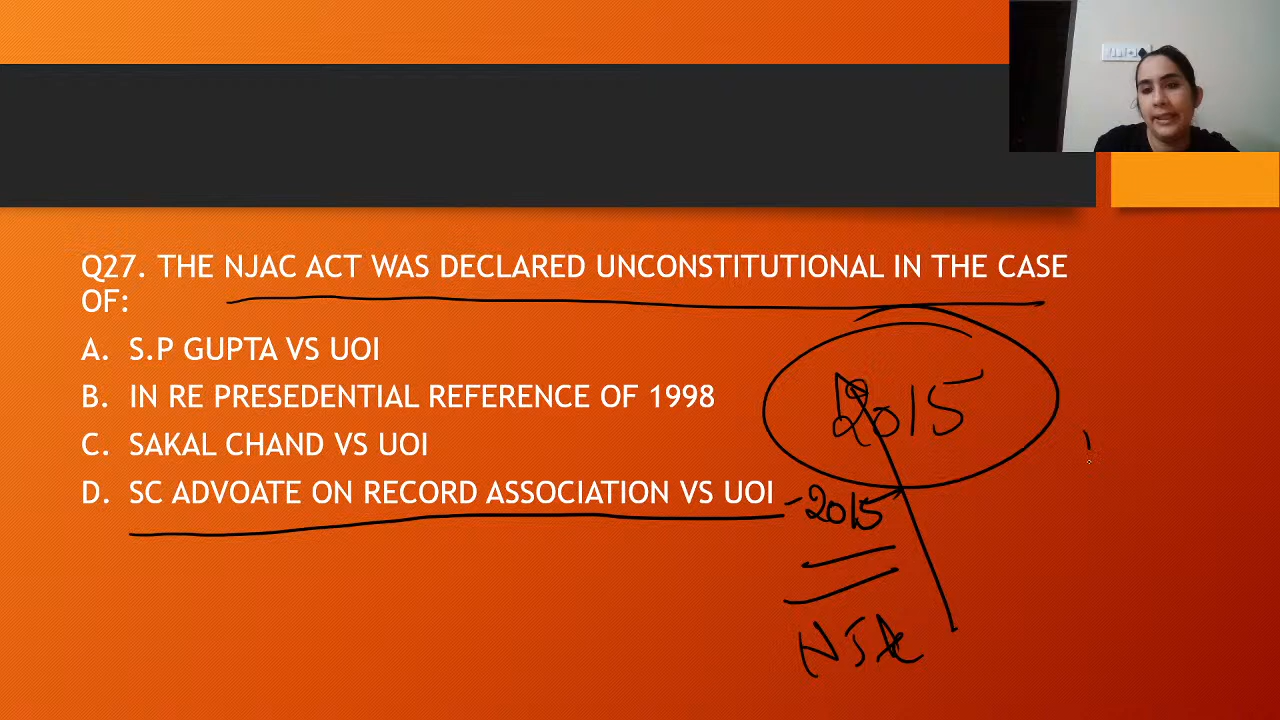 Q27. THE NJAC ACT WAS DECLARED UNCONSTITUTIONAL IN THE CASE
OF:
A. S.P GUPTA VS UOI
B. IN RE PRESEDENTIAL REFERENCE OF 1998
C. SAKAL CHAND VS UOI
D. SC ADVOATE ON RECORD ASSOCIATION VS UOI
2015
-2015